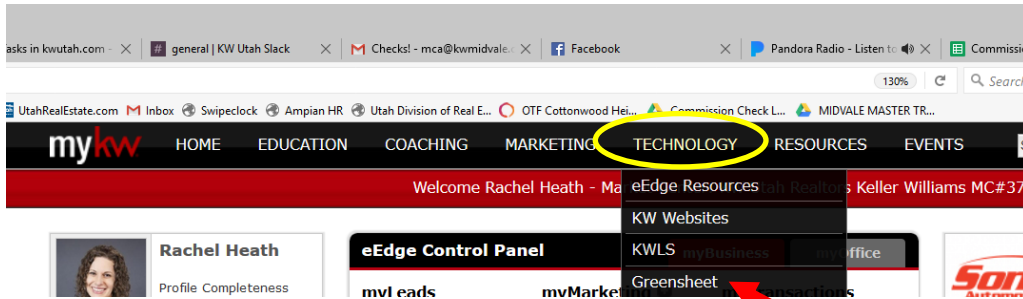 asks in kwutah.com - × # general | KW Utah Slack × Checks! - mca@kwmidvale.c × Facebook × Pandora Radio - Listen to × Commissi
130% Search
UtahRealEstate.com Inbox Swipeclock Ampian HR Utah Division of Real E... OTF Cottonwood Hei... Commission Check L... MIDVALE MASTER TR...
mykw HOME EDUCATION COACHING MARKETING TECHNOLOGY RESOURCES EVENTS
Welcome Rachel Heath - Ma eEdge Resources tah Realtors Keller Williams MC#37
KW Websites
Rachel Heath eEdge Control Panel KWLS myBusiness myOffice
Profile Completeness Greensheet
myLeads myMarketing myTransactions